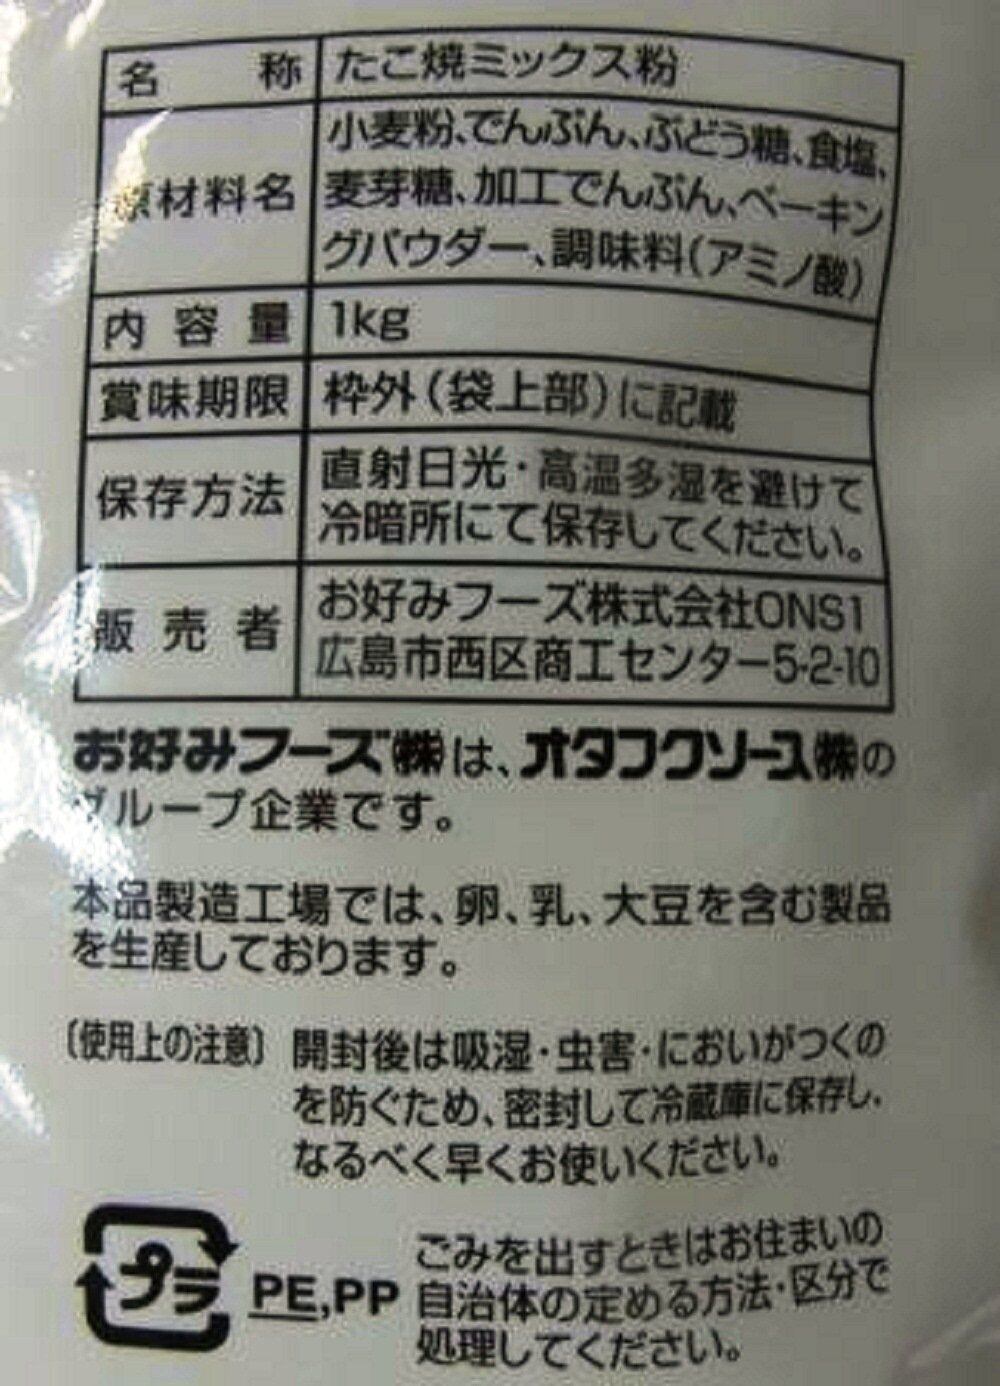 名 称 たこ焼ミックス粉
原材料名 小麦粉、でんぷん、ぶどう糖、食塩、
麦芽糖、加工でんぷん、ベーキン
グパウダー、調味料(アミノ酸)
内容量 1kg
賞味期限 枠外(袋上部)に記載
保存方法 直射日光・高温多湿を避けて
冷暗所にて保存してください。
販売者 お好みフーズ株式会社ONS1
広島市西区商工センター5-2-10
お好みフーズ㈱は、オタフクソース㈱の
グループ企業です。
本品製造工場では、卵、乳、大豆を含む製品
を生産しております。
〔使用上の注意〕 開封後は吸湿・虫害・においがつくの
を防ぐため、密封して冷蔵庫に保存し、
なるべく早くお使いください。
プラ PE,PP ごみを出すときはお住まいの
自治体の定める方法・区分で
処理してください。